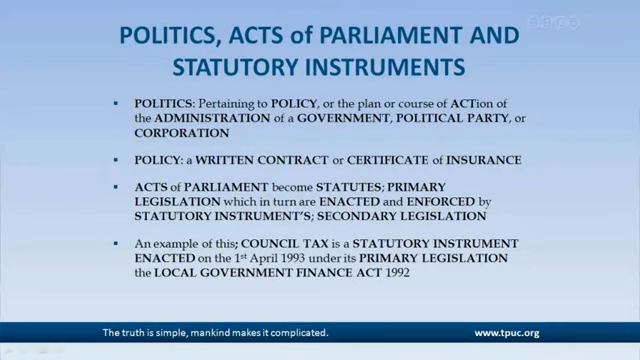 POLITICS, ACTS of PARLIAMENT AND
STATUTORY INSTRUMENTS
▪ POLITICS: Pertaining to POLICY, or the plan or course of ACTion of
the ADMINISTRATION of a GOVERNMENT, POLITICAL PARTY, or
CORPORATION
▪ POLICY: a WRITTEN CONTRACT or CERTIFICATE of INSURANCE
▪ ACTS of PARLIAMENT become STATUTES; PRIMARY
LEGISLATION which in turn are ENACTED and ENFORCED by
STATUTORY INSTRUMENT'S; SECONDARY LEGISLATION
▪ An example of this; COUNCIL TAX is a STATUTORY INSTRUMENT
ENACTED on the 1st April 1993 under its PRIMARY LEGISLATION
the LOCAL GOVERNMENT FINANCE ACT 1992
The truth is simple, mankind makes it complicated.
www.tpuc.org